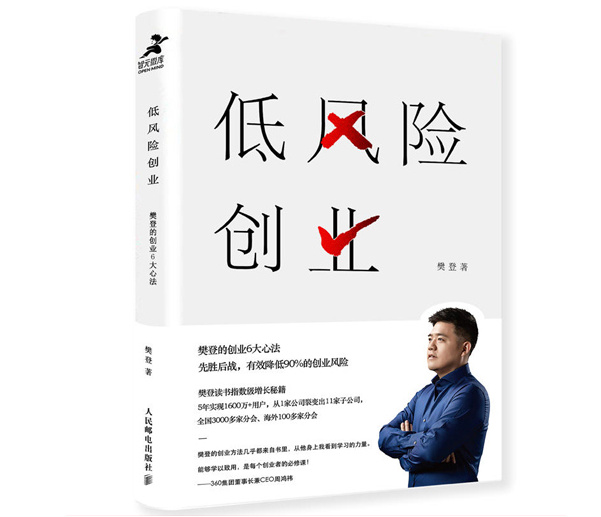 智元微库
OPEN MIND
低风险创业
樊登的创业6大心法
樊登 著
人民邮电出版社
低风险
创业
樊登 著
樊登的创业6大心法
先胜后战，有效降低90%的创业风险
樊登读书指数级增长秘籍
5年实现1600万+用户，从1家公司裂变出11家子公司，
全国3000多家分会、海外100多家分会
樊登的创业方法几乎都来自书里，从他身上我看到学习的力量。
能够学以致用，是每个创业者的必修课！
——360集团董事长兼CEO周鸿祎